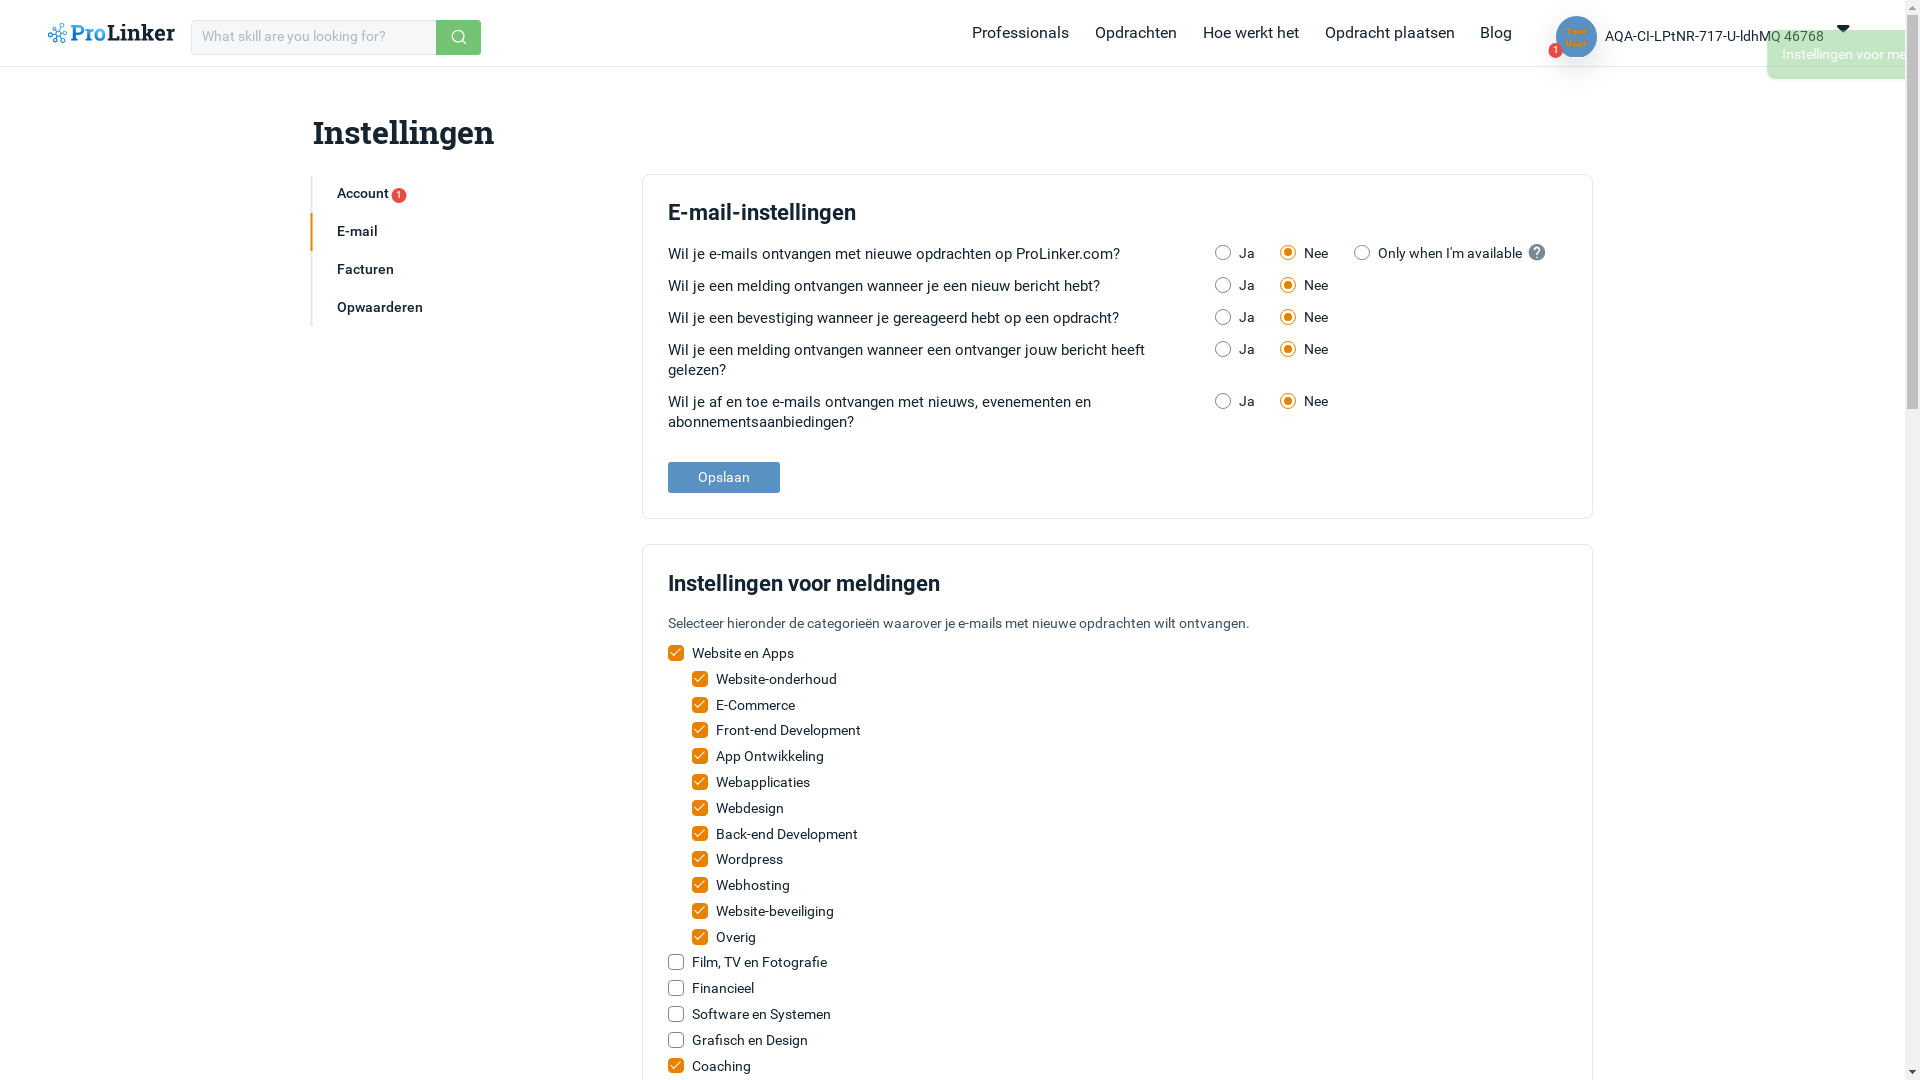 ProLinker
What skill are you looking for?
Professionals
Opdrachten
Hoe werkt het
Opdracht plaatsen
Blog
1
AQA-CI-LPtNR-717-U-ldhMQ 46768
Instellingen voor me
Instellingen
Account 1
E-mail
Facturen
Opwaarderen
E-mail-instellingen
Wil je e-mails ontvangen met nieuwe opdrachten op ProLinker.com? Ja Nee Only when I'm available ?
Wil je een melding ontvangen wanneer je een nieuw bericht hebt? Ja Nee
Wil je een bevestiging wanneer je gereageerd hebt op een opdracht? Ja Nee
Wil je een melding ontvangen wanneer een ontvanger jouw bericht heeft Ja Nee
gelezen?
Wil je af en toe e-mails ontvangen met nieuws, evenementen en Ja Nee
abonnementsaanbiedingen?
Opslaan
Instellingen voor meldingen
Selecteer hieronder de categorieën waarover je e-mails met nieuwe opdrachten wilt ontvangen.
Website en Apps
Website-onderhoud
E-Commerce
Front-end Development
App Ontwikkeling
Webapplicaties
Webdesign
Back-end Development
Wordpress
Webhosting
Website-beveiliging
Overig
Film, TV en Fotografie
Financieel
Software en Systemen
Grafisch en Design
Coaching